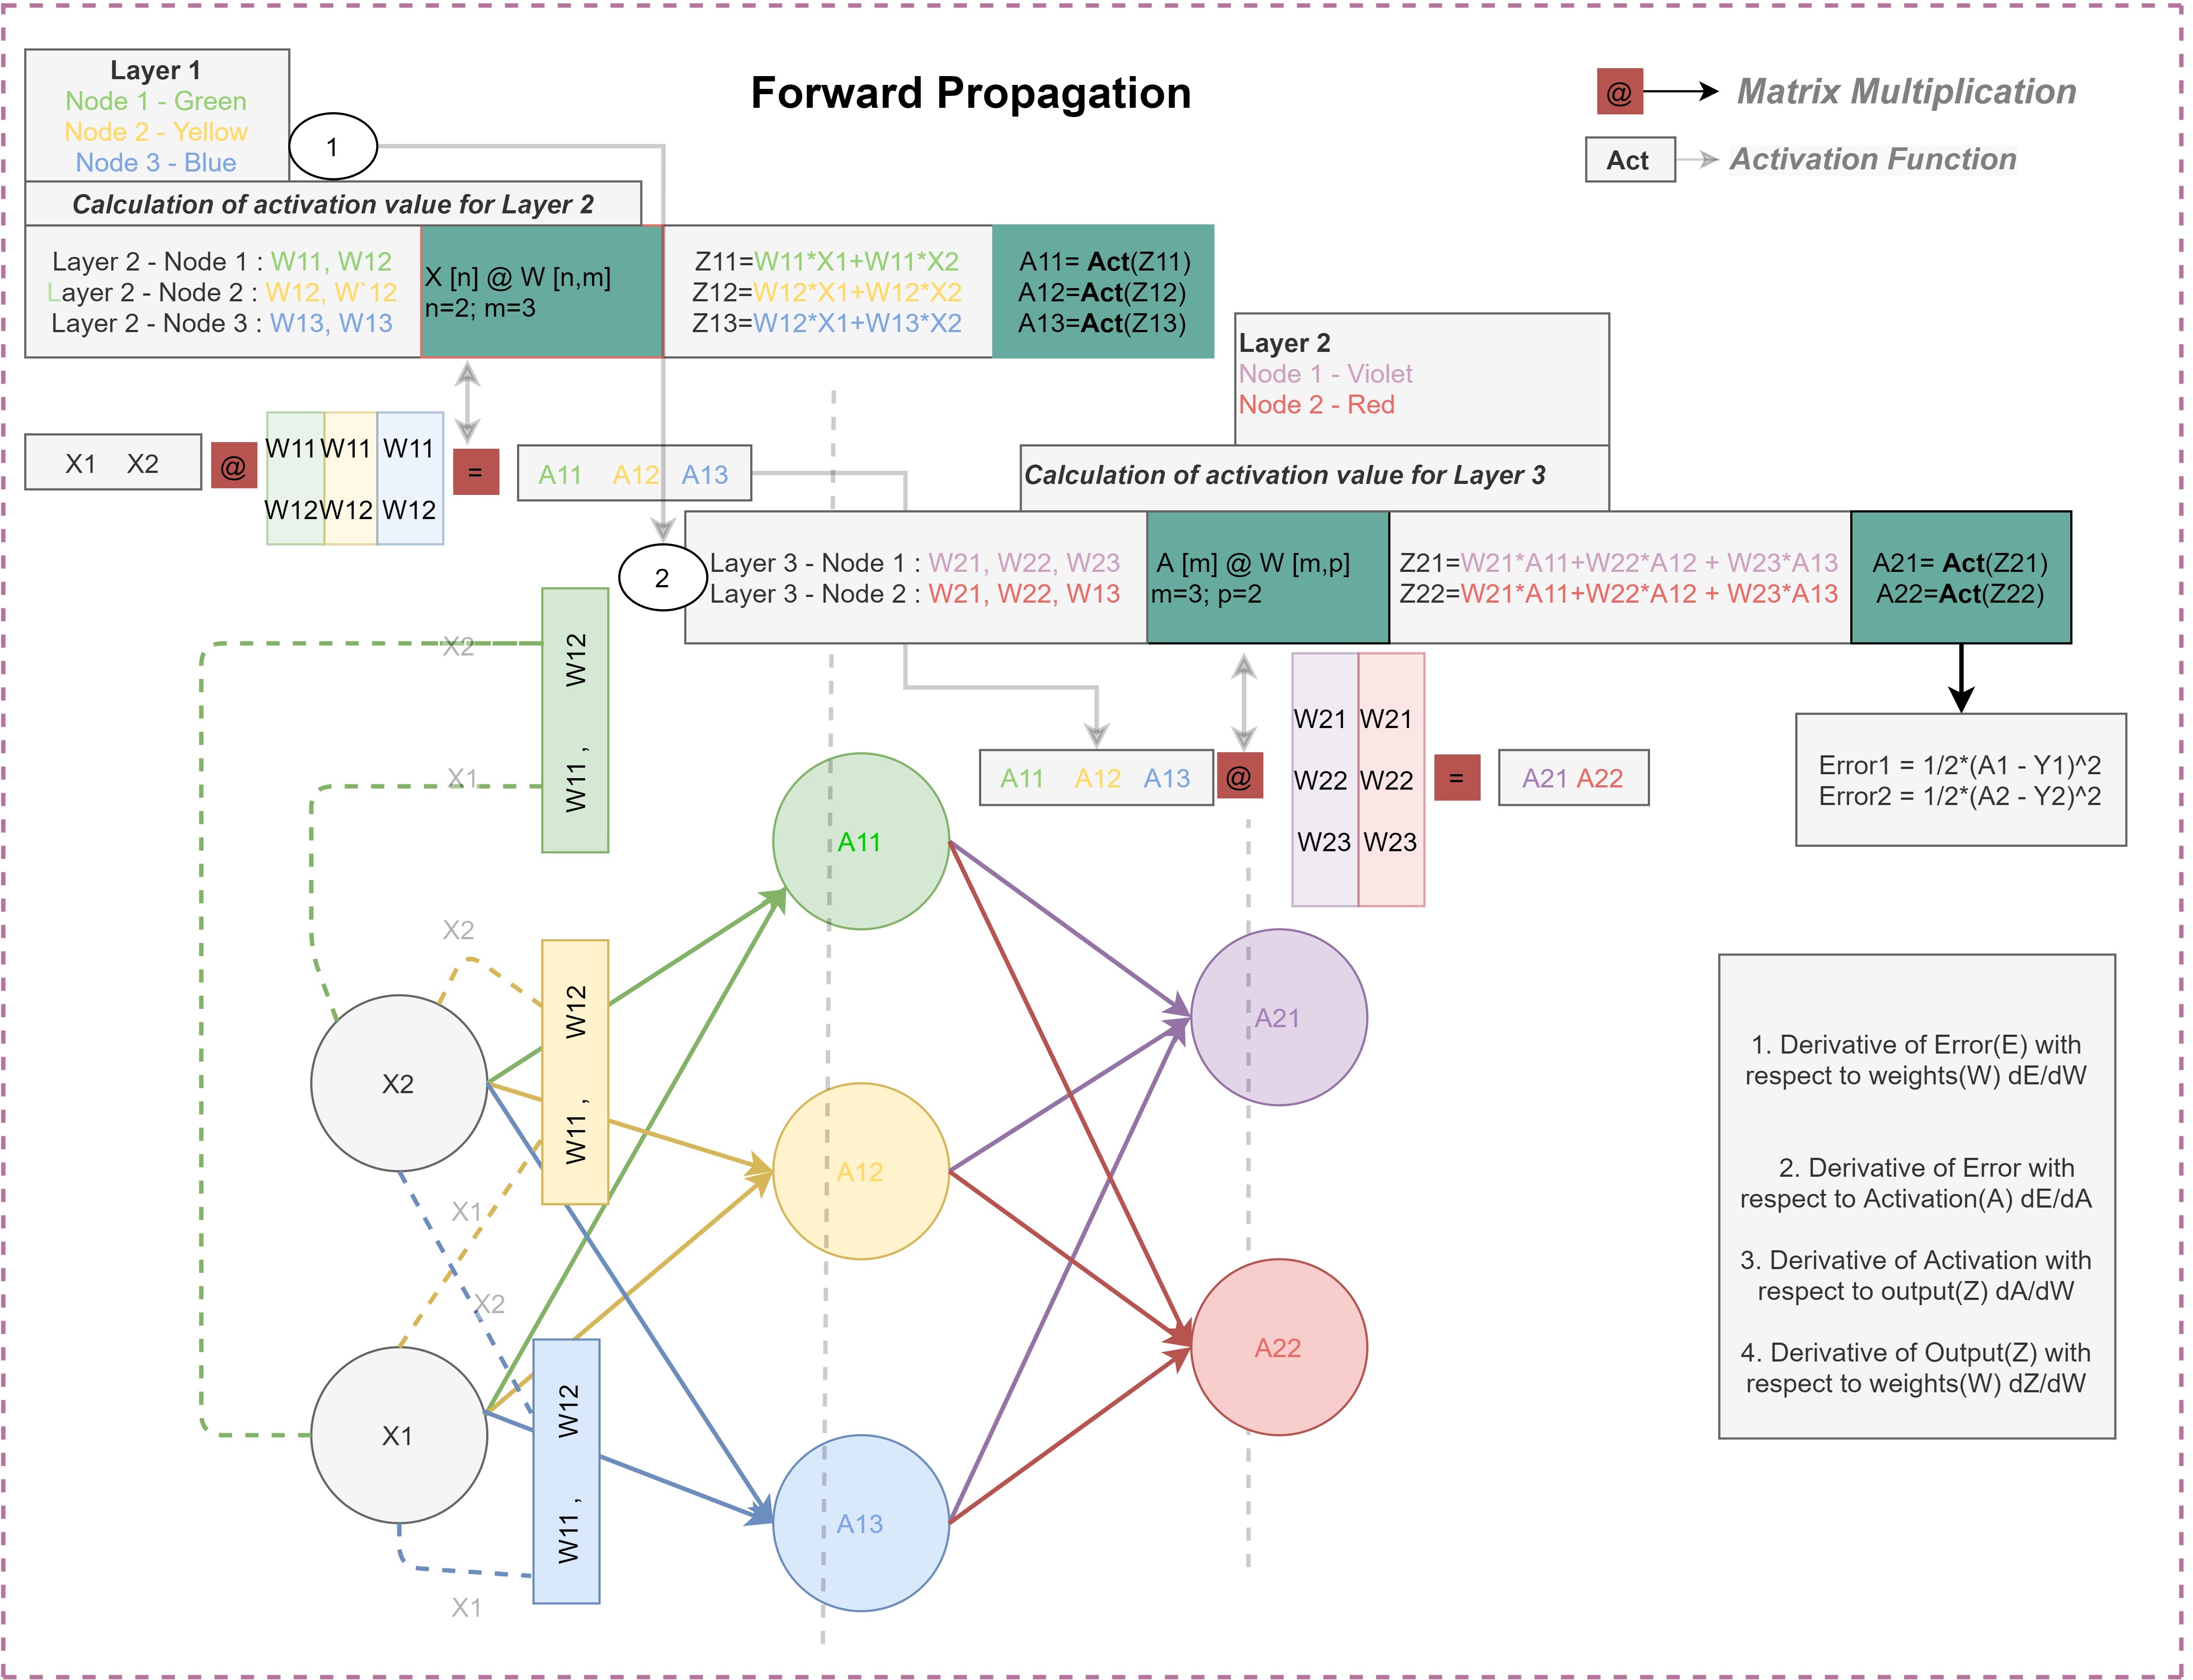 Forward Propagation
@ Matrix Multiplication
Act Activation Function
Layer 1
Node 1 - Green
Node 2 - Yellow
Node 3 - Blue
1
Calculation of activation value for Layer 2
Layer 2 - Node 1 : W11, W12
Layer 2 - Node 2 : W12, W`12
Layer 2 - Node 3 : W13, W13
X [n] @ W [n,m]
n=2; m=3
Z11=W11*X1+W11*X2
Z12=W12*X1+W12*X2
Z13=W12*X1+W13*X2
A11= Act(Z11)
A12=Act(Z12)
A13=Act(Z13)
X1 X2
@
W11 W11 W11
W12 W12 W12
=
A11 A12 A13
Layer 2
Node 1 - Violet
Node 2 - Red
Calculation of activation value for Layer 3
2
Layer 3 - Node 1 : W21, W22, W23
Layer 3 - Node 2 : W21, W22, W13
A [m] @ W [m,p]
m=3; p=2
Z21=W21*A11+W22*A12 + W23*A13
Z22=W21*A11+W22*A12 + W23*A13
A21= Act(Z21)
A22=Act(Z22)
A11 A12 A13
@
W21 W21
W22 W22
W23 W23
=
A21 A22
Error1 = 1/2*(A1 - Y1)^2
Error2 = 1/2*(A2 - Y2)^2
X2
X1
W11 , W12
X2
X1
W11 , W12
X2
X1
W11 , W12
X2
X1
A11
A12
A13
A21
A22
1. Derivative of Error(E) with
respect to weights(W) dE/dW
2. Derivative of Error with
respect to Activation(A) dE/dA
3. Derivative of Activation with
respect to output(Z) dA/dW
4. Derivative of Output(Z) with
respect to weights(W) dZ/dW